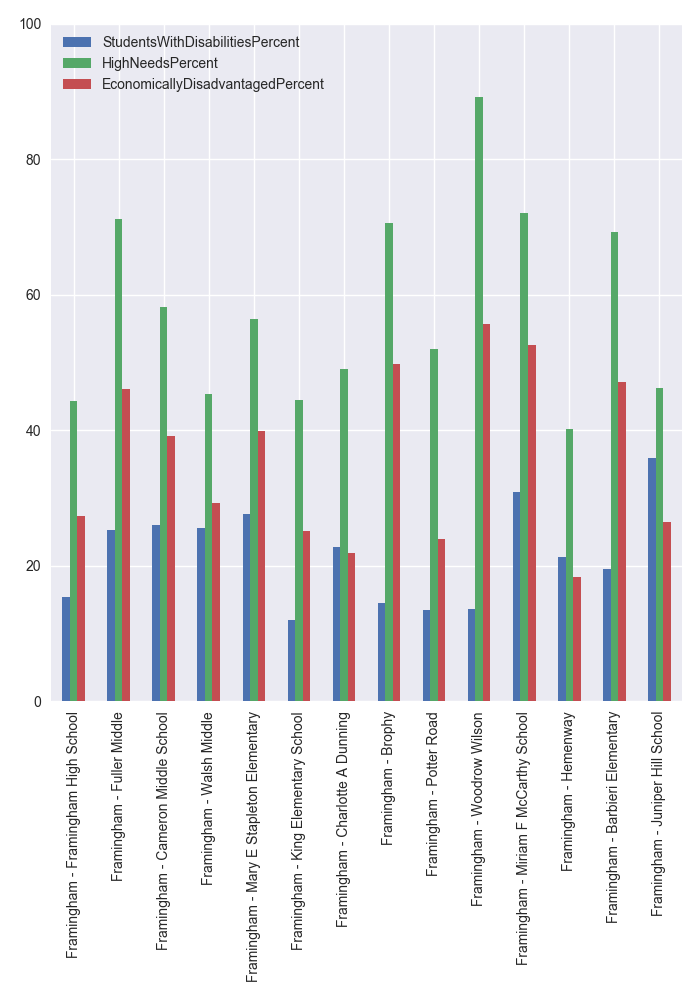 100
80
60
40
20
0
StudentsWithDisabilitiesPercent
HighNeedsPercent
EconomicallyDisadvantagedPercent
Framingham - Framingham High School
Framingham - Fuller Middle
Framingham - Cameron Middle School
Framingham - Walsh Middle
Framingham - Mary E Stapleton Elementary
Framingham - King Elementary School
Framingham - Charlotte A Dunning
Framingham - Brophy
Framingham - Potter Road
Framingham - Woodrow Wilson
Framingham - Miriam F McCarthy School
Framingham - Hemenway
Framingham - Barbieri Elementary
Framingham - Juniper Hill School